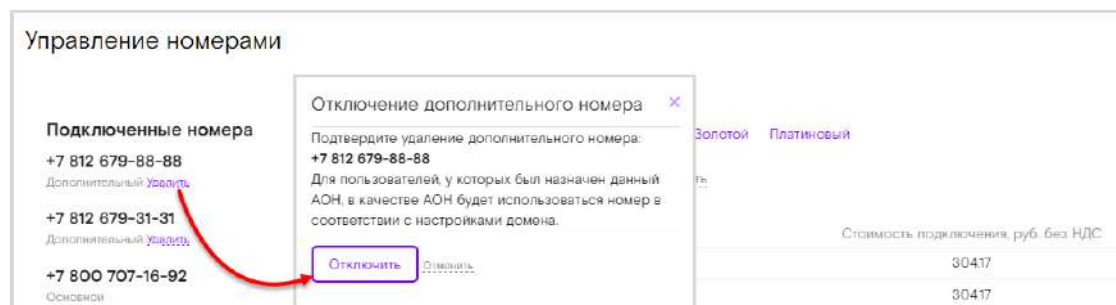 Управление номерами
Подключенные номера
+7 812 679-88-88
Дополнительный Удалить
+7 812 679-31-31
Дополнительный Удалить
+7 800 707-16-92
Основной
Отключение дополнительного номера ×
Подтвердите удаление дополнительного номера:
+7 812 679-88-88
Для пользователей, у которых был назначен данный
АОН, в качестве АОН будет использоваться номер в
соответствии с настройками домена.
Отключить Отменить
Золотой Платиновый
ть
Стоимость подключения, руб. без НДС
304.17
304.17